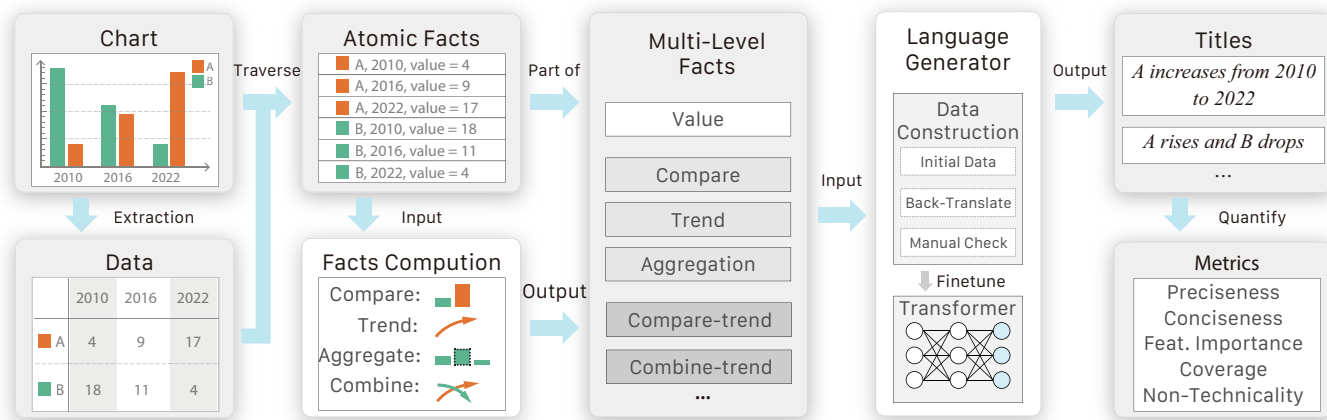 Chart
A
B
2010 2016 2022
Extraction
Data
2010 2016 2022
A 4 9 17
B 18 11 4
Traverse
Atomic Facts
A, 2010, value = 4
A, 2016, value = 9
A, 2022, value = 17
B, 2010, value = 18
B, 2016, value = 11
B, 2022, value = 4
Input
Facts Compution
Compare:
Trend:
Aggregate:
Combine:
Part of
Output
Multi-Level
Facts
Value
Compare
Trend
Aggregation
Compare-trend
Combine-trend
...
Input
Language
Generator
Data
Construction
Initial Data
Back-Translate
Manual Check
Finetune
Transformer
Output
Titles
A increases from 2010
to 2022
A rises and B drops
...
Quantify
Metrics
Preciseness
Conciseness
Feat. Importance
Coverage
Non-Technicality